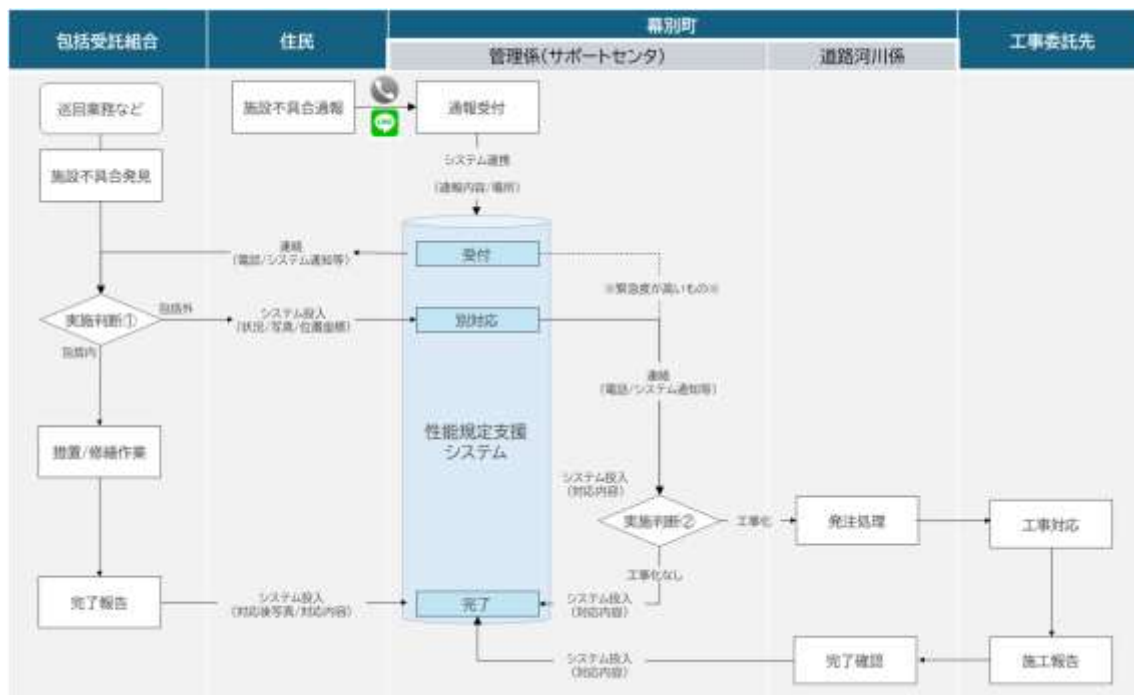 包括受託組合
住民
幕別町
工事委託先
管理係(サポートセンタ)
道路河川係
巡回業務など
施設不具合通報
LINE
通報受付
施設不具合発見
システム連携
(通報内容/場所)
連絡
(電話/システム通知等)
受付
※緊急度が高いもの※
実施判断①
包括外
システム投入
(状況/写真/位置座標)
別対応
包括内
連絡
(電話/システム通知等)
措置/修繕作業
性能規定支援
システム
システム投入
(対応内容)
実施判断②
工事化
発注処理
工事対応
工事化なし
完了報告
システム投入
(対応後写真/対応内容)
完了
システム投入
(対応内容)
システム投入
(対応内容)
完了確認
施工報告